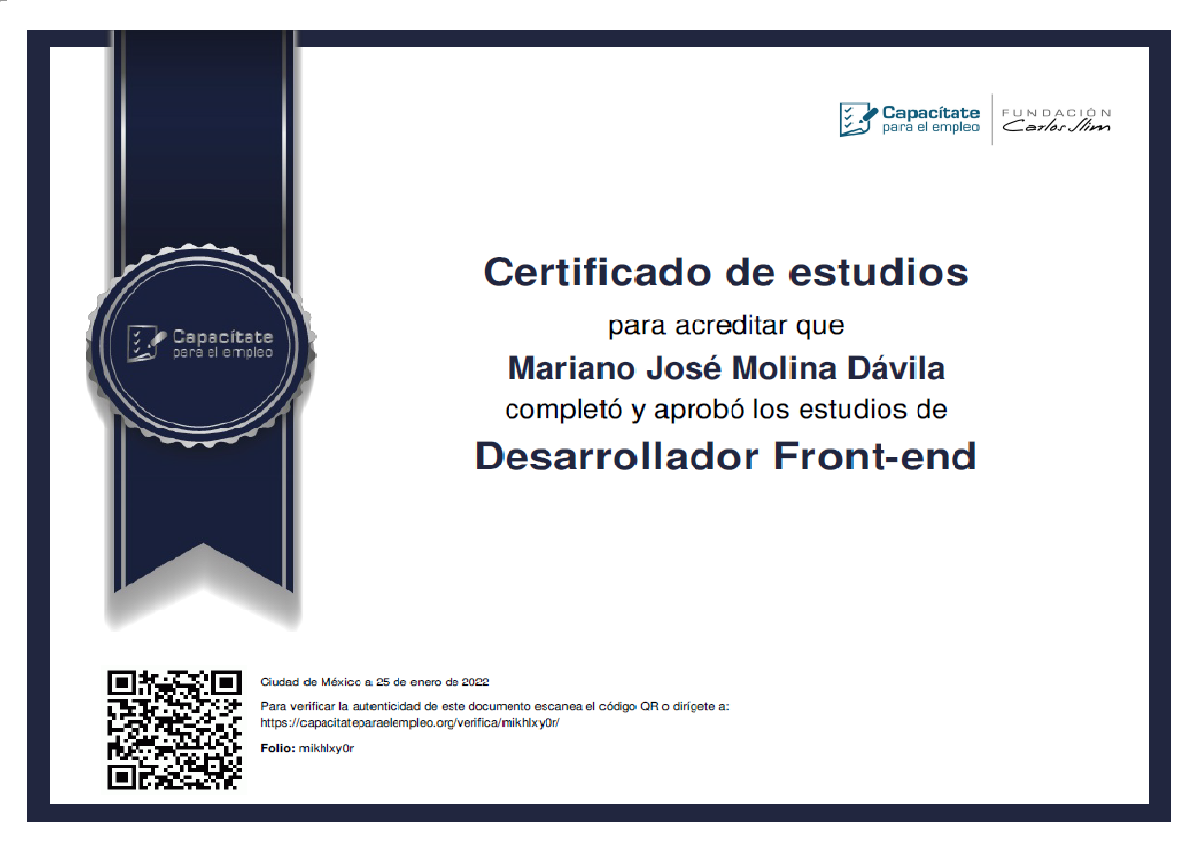 Capacítate
para el empleo
FUNDACIÓN
Carlos Slim
Certificado de estudios
para acreditar que
Mariano José Molina Dávila
completó y aprobó los estudios de
Desarrollador Front-end
Capacítate
para el empleo
Ciudad de México a 25 de enero de 2022
Para verificar la autenticidad de este documento escanea el código QR o dirígete a:
https://capacitateparaelempleo.org/verifica/mikhlxy0r/
Folio: mikhlxy0r